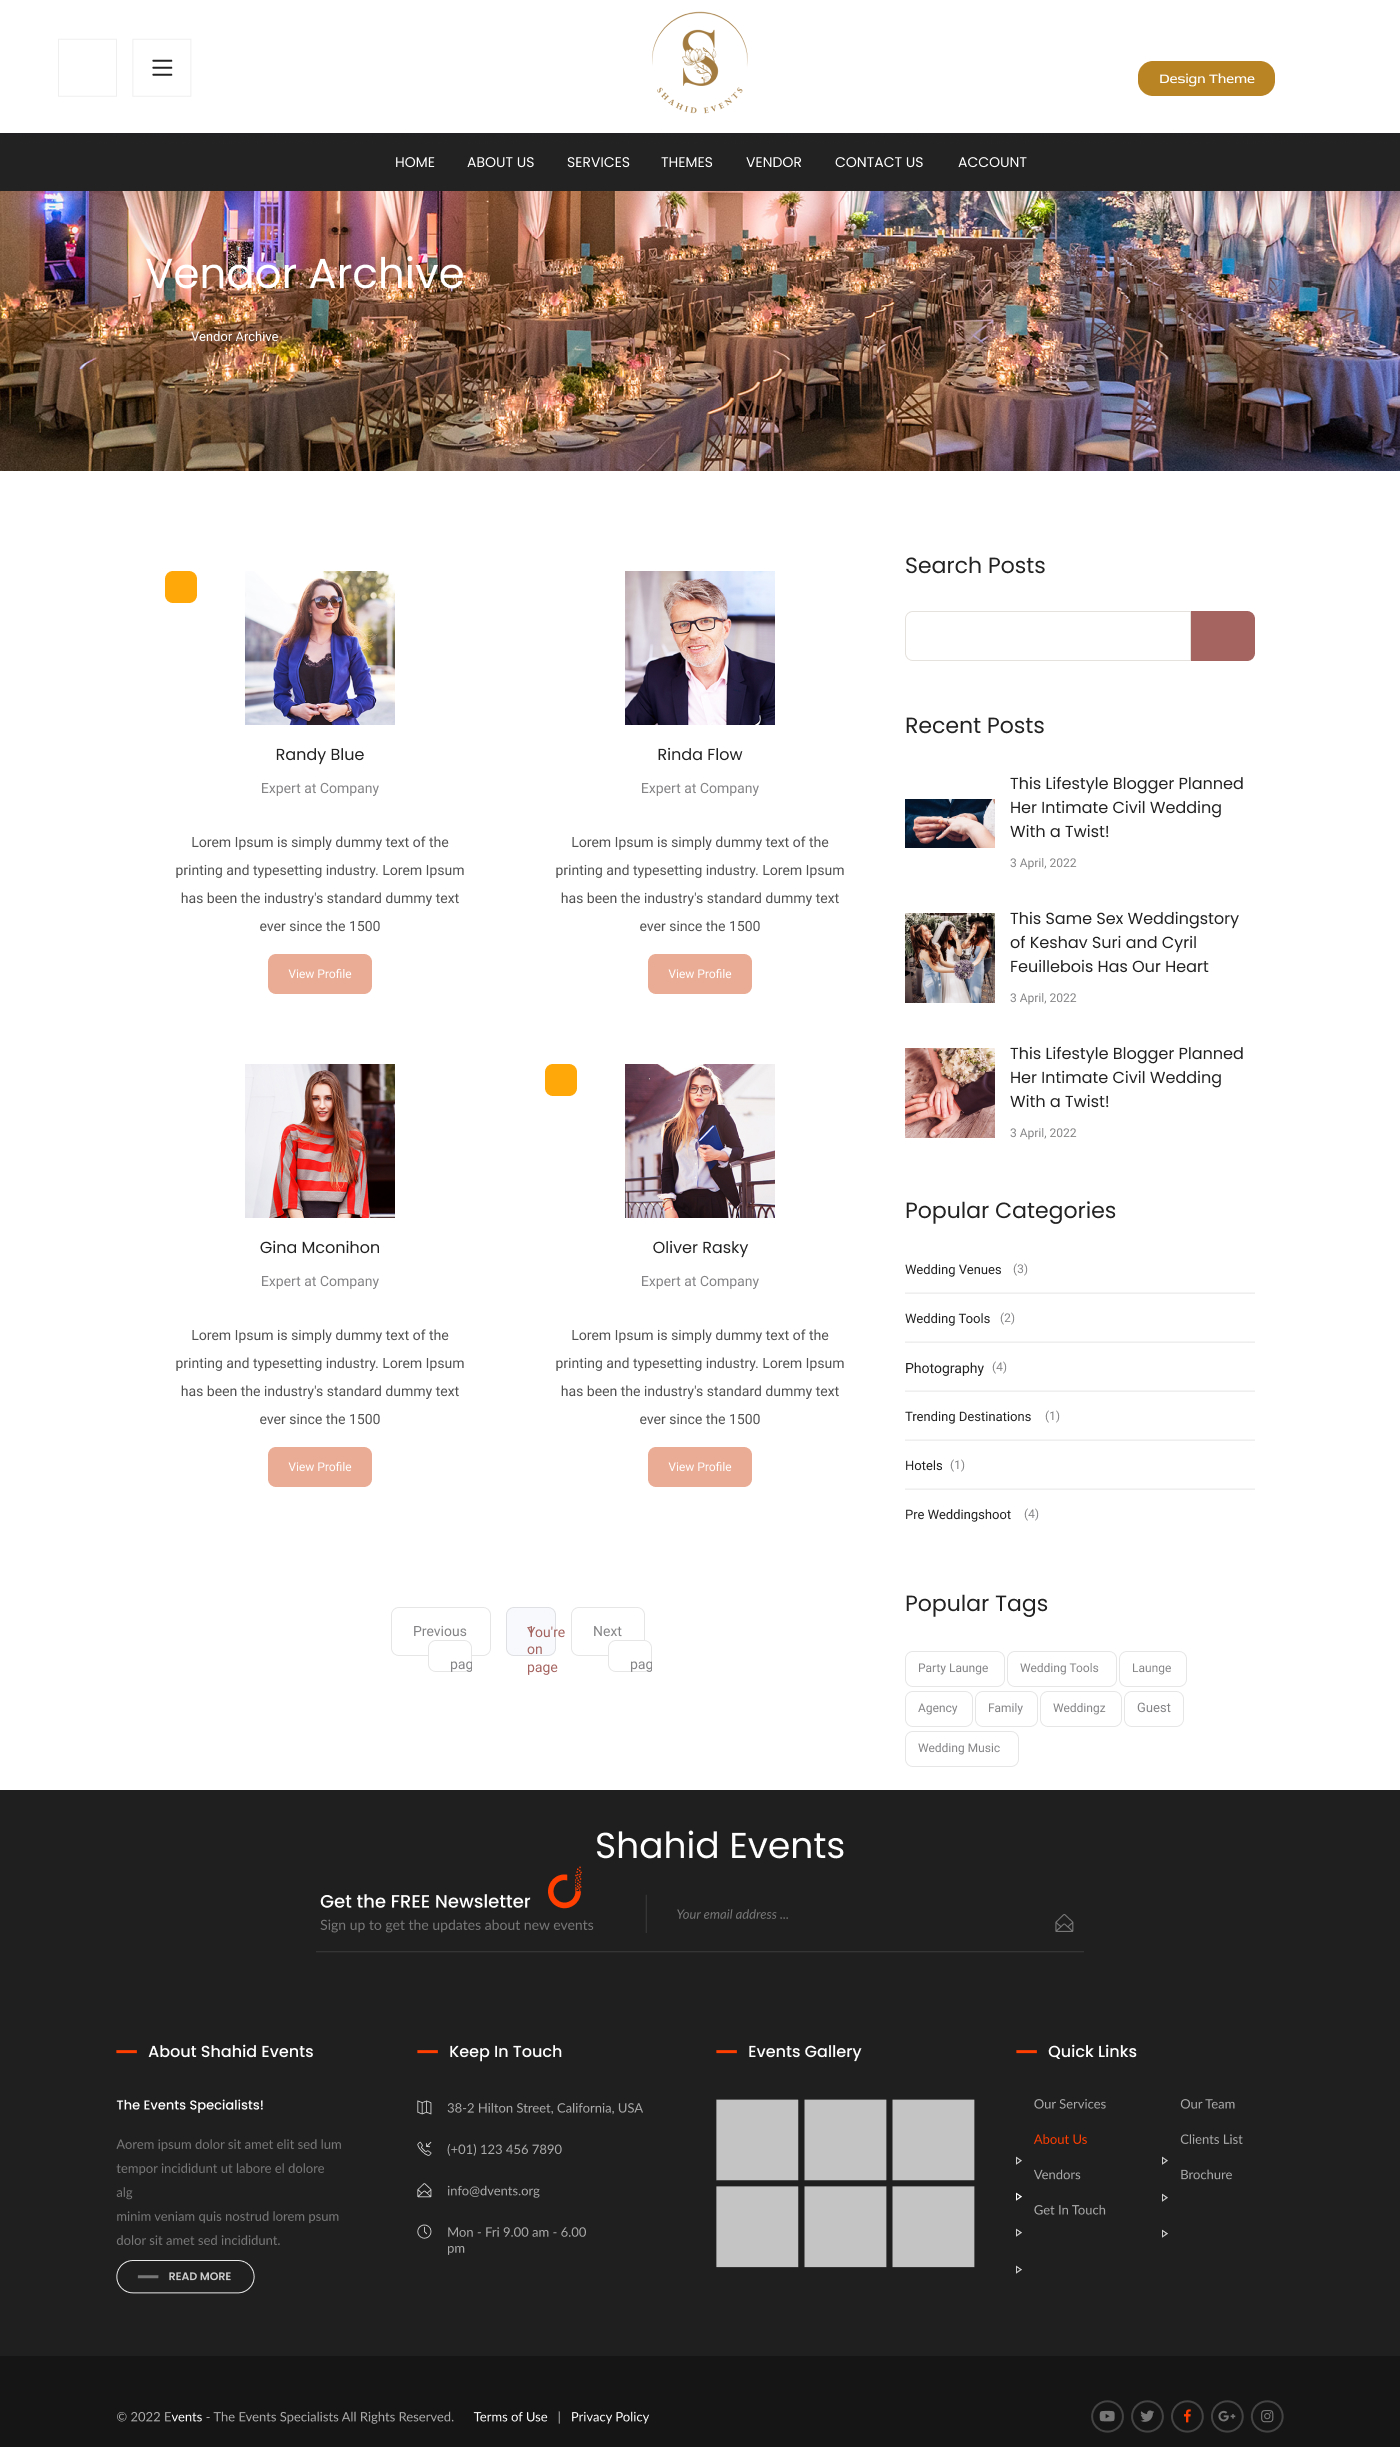 SHAHID EVENTS
Design Theme
HOME ABOUT US SERVICES THEMES VENDOR CONTACT US ACCOUNT
Vendor Archive
Vendor Archive
Randy Blue
Expert at Company
Lorem Ipsum is simply dummy text of the
printing and typesetting industry. Lorem Ipsum
has been the industry's standard dummy text
ever since the 1500
View Profile
Rinda Flow
Expert at Company
Lorem Ipsum is simply dummy text of the
printing and typesetting industry. Lorem Ipsum
has been the industry's standard dummy text
ever since the 1500
View Profile
Gina Mconihon
Expert at Company
Lorem Ipsum is simply dummy text of the
printing and typesetting industry. Lorem Ipsum
has been the industry's standard dummy text
ever since the 1500
View Profile
Oliver Rasky
Expert at Company
Lorem Ipsum is simply dummy text of the
printing and typesetting industry. Lorem Ipsum
has been the industry's standard dummy text
ever since the 1500
View Profile
Previous
pag
You're
on
page
Next
pag
Search Posts
Recent Posts
This Lifestyle Blogger Planned
Her Intimate Civil Wedding
With a Twist!
3 April, 2022
This Same Sex Weddingstory
of Keshav Suri and Cyril
Feuillebois Has Our Heart
3 April, 2022
This Lifestyle Blogger Planned
Her Intimate Civil Wedding
With a Twist!
3 April, 2022
Popular Categories
Wedding Venues (3)
Wedding Tools (2)
Photography (4)
Trending Destinations (1)
Hotels (1)
Pre Weddingshoot (4)
Popular Tags
Party Launge Wedding Tools Launge
Agency Family Weddingz Guest
Wedding Music
Shahid Events
Get the FREE Newsletter
Sign up to get the updates about new events
Your email address ...
About Shahid Events
The Events Specialists!
Aorem ipsum dolor sit amet elit sed lum
tempor incididunt ut labore el dolore
alg
minim veniam quis nostrud lorem psum
dolor sit amet sed incididunt.
READ MORE
Keep In Touch
38-2 Hilton Street, California, USA
(+01) 123 456 7890
info@dvents.org
Mon - Fri 9.00 am - 6.00
pm
Events Gallery
Quick Links
Our Services
About Us
Vendors
Get In Touch
Our Team
Clients List
Brochure
© 2022 Events - The Events Specialists All Rights Reserved. Terms of Use | Privacy Policy